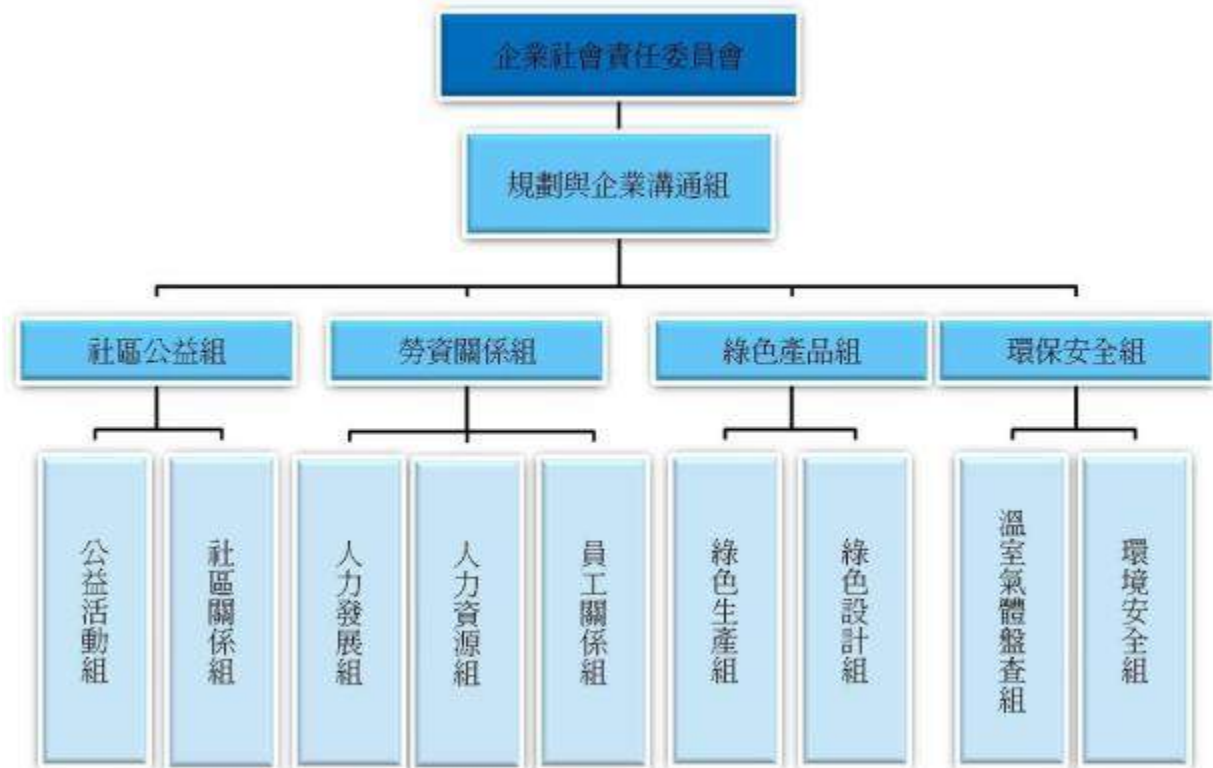 企業社會責任委員會
規劃與企業溝通組
社區公益組
勞資關係組
綠色產品組
環保安全組
公益活動組
社區關係組
人力發展組
人力資源組
員工關係組
綠色生產組
綠色設計組
溫室氣體盤查組
環境安全組